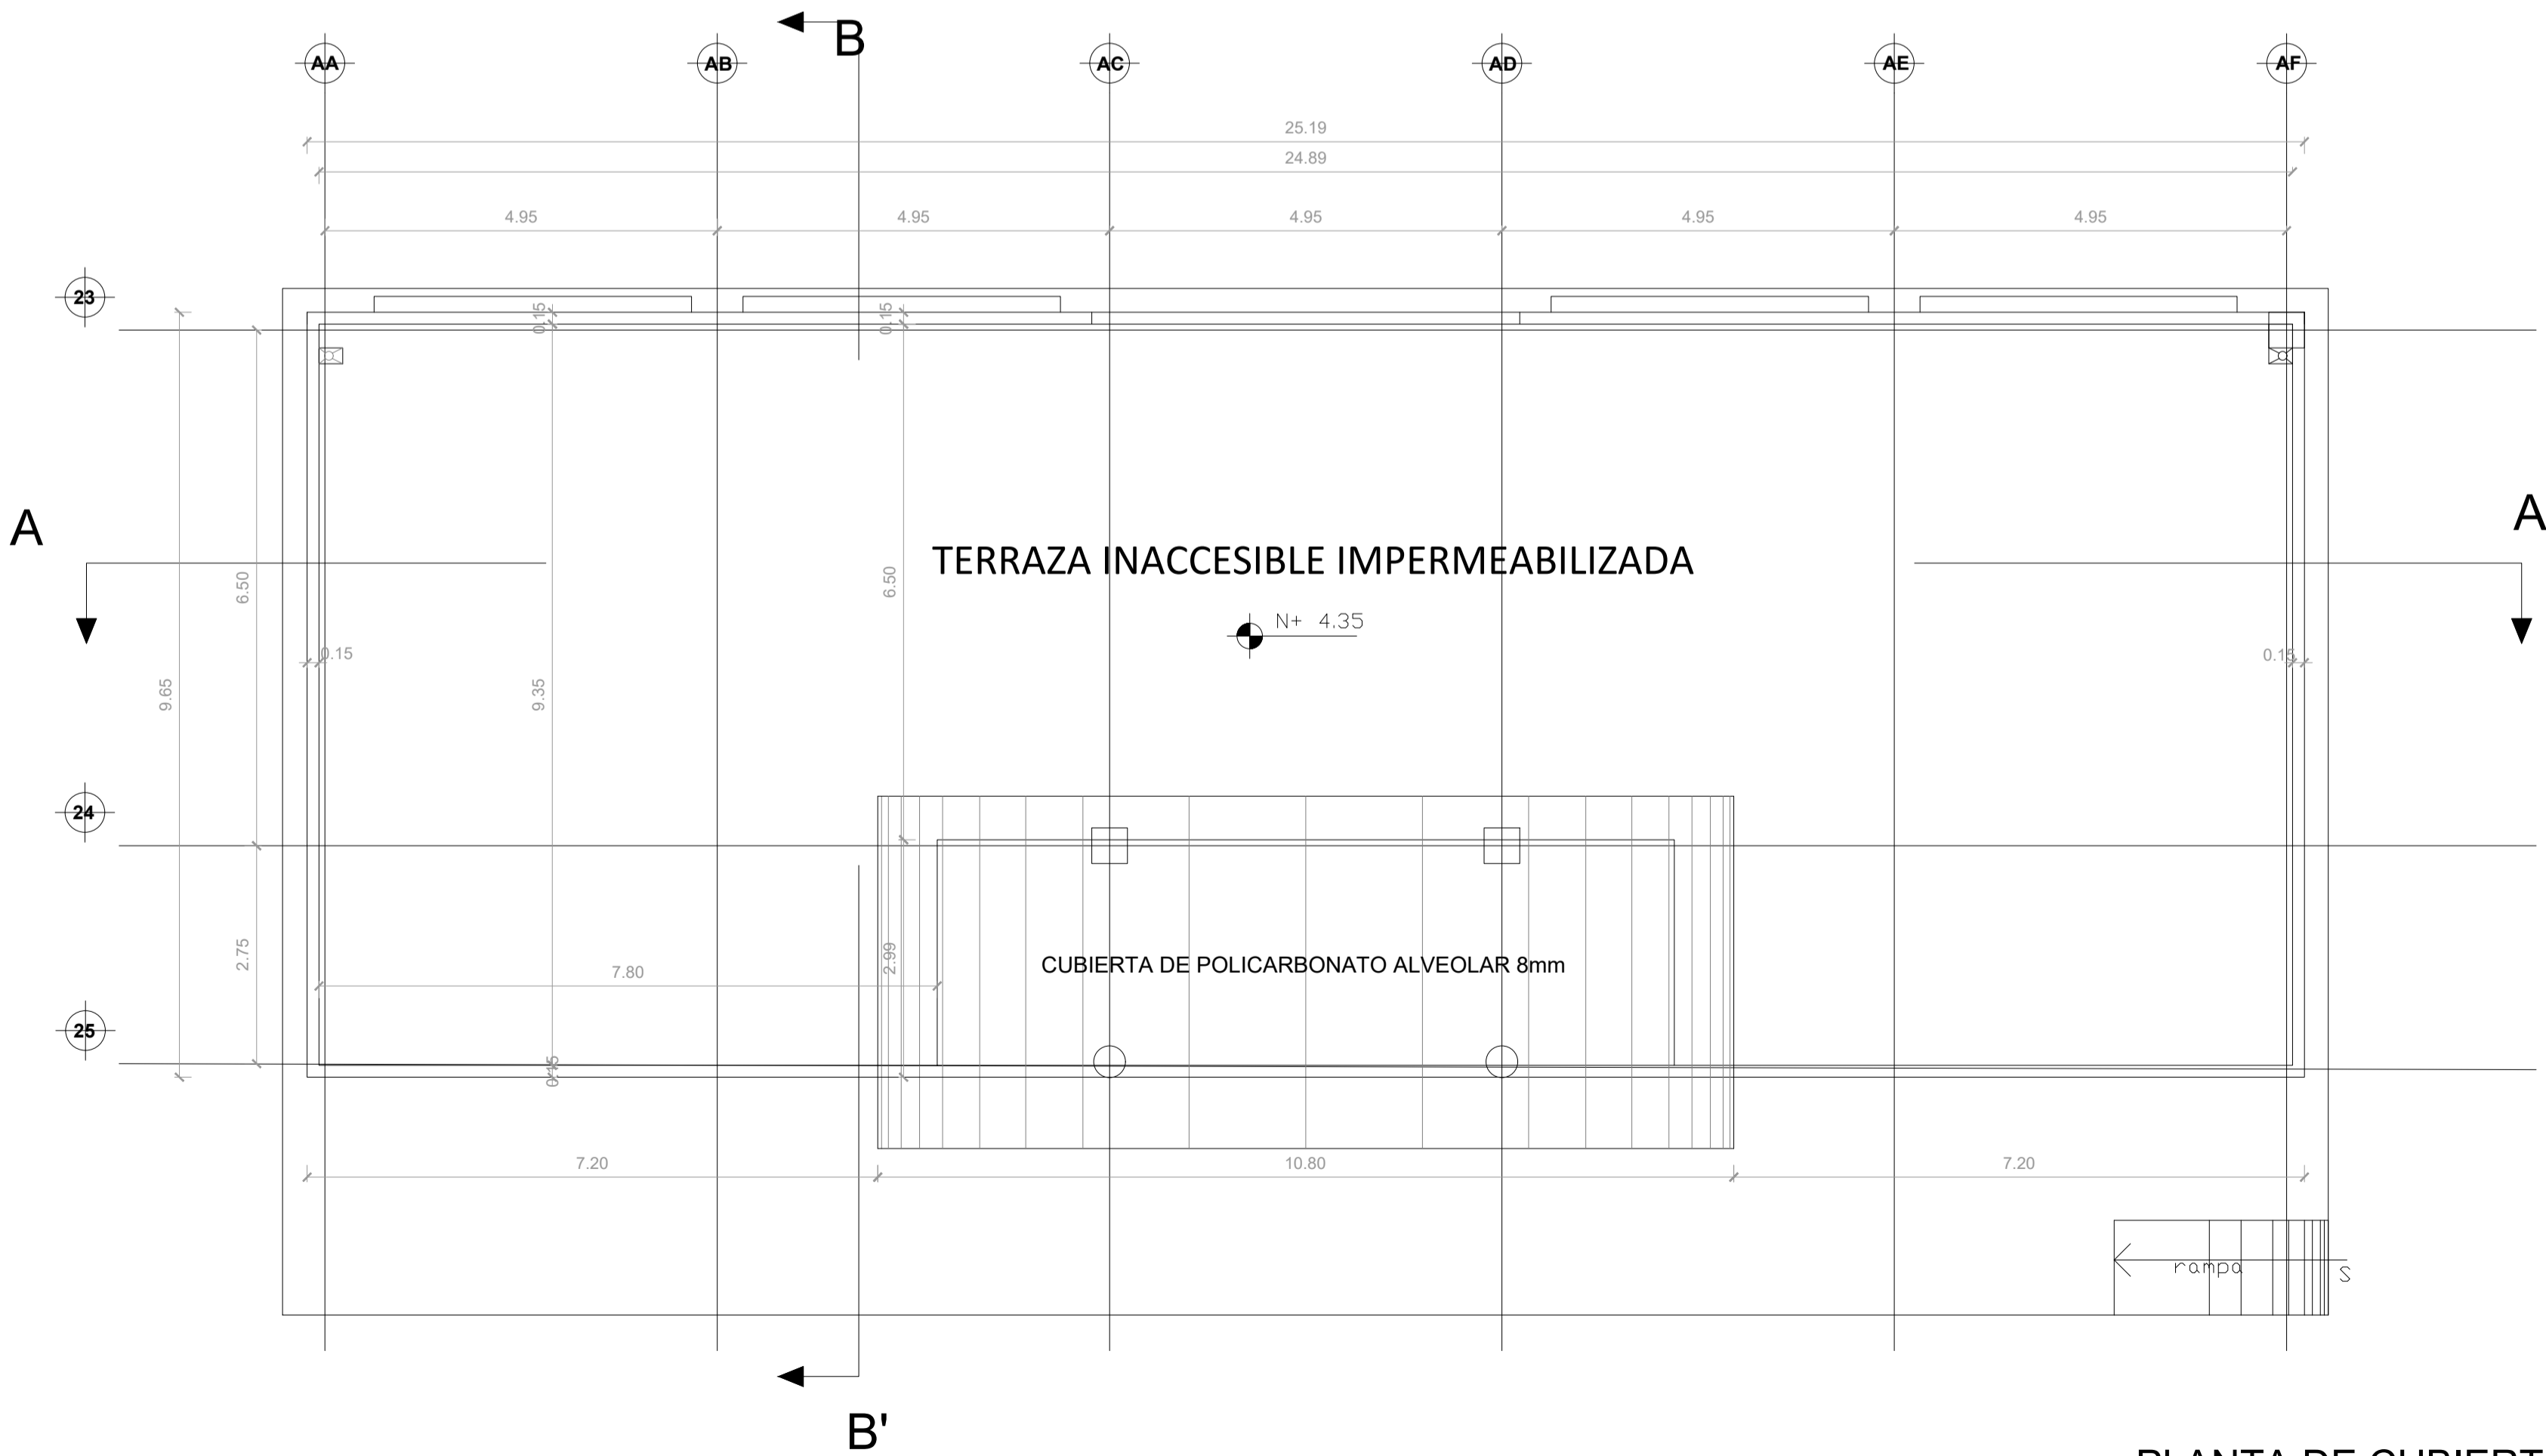 B
AA AB AC AD AE AF
25.19
24.89
4.95 4.95 4.95 4.95 4.95
23
0.15 0.15
A A
TERRAZA INACCESIBLE IMPERMEABILIZADA
6.50 6.50
N+ 4.35
0.15 0.15
9.65 9.35
24
2.75 2.99
CUBIERTA DE POLICARBONATO ALVEOLAR 8mm
7.80
25
0.15
7.20 10.80 7.20
rampa S
B'